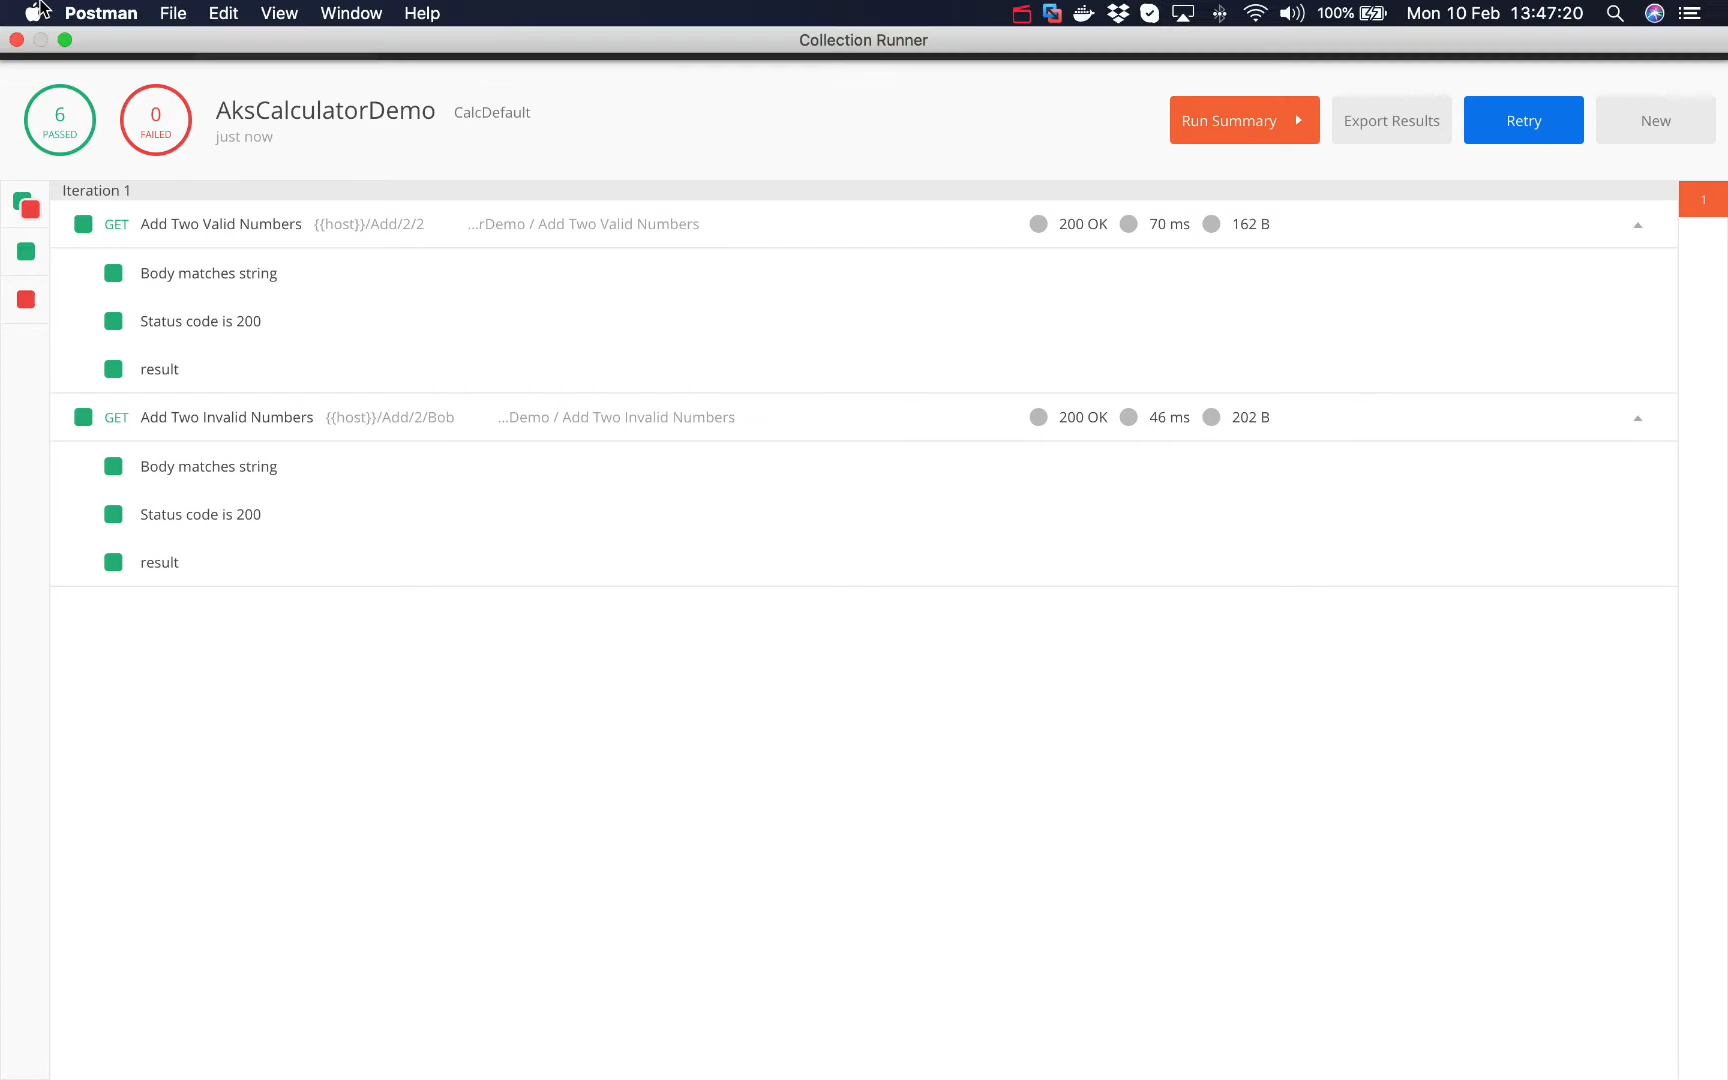 Postman File Edit View Window Help 100% Mon 10 Feb 13:47:20
Collection Runner
6 PASSED
0 FAILED
AksCalculatorDemo CalcDefault
just now
Run Summary Export Results Retry New
Iteration 1
1
GET Add Two Valid Numbers {{host}}/Add/2/2 ...rDemo / Add Two Valid Numbers 200 OK 70 ms 162 B
Body matches string
Status code is 200
result
GET Add Two Invalid Numbers {{host}}/Add/2/Bob ...Demo / Add Two Invalid Numbers 200 OK 46 ms 202 B
Body matches string
Status code is 200
result